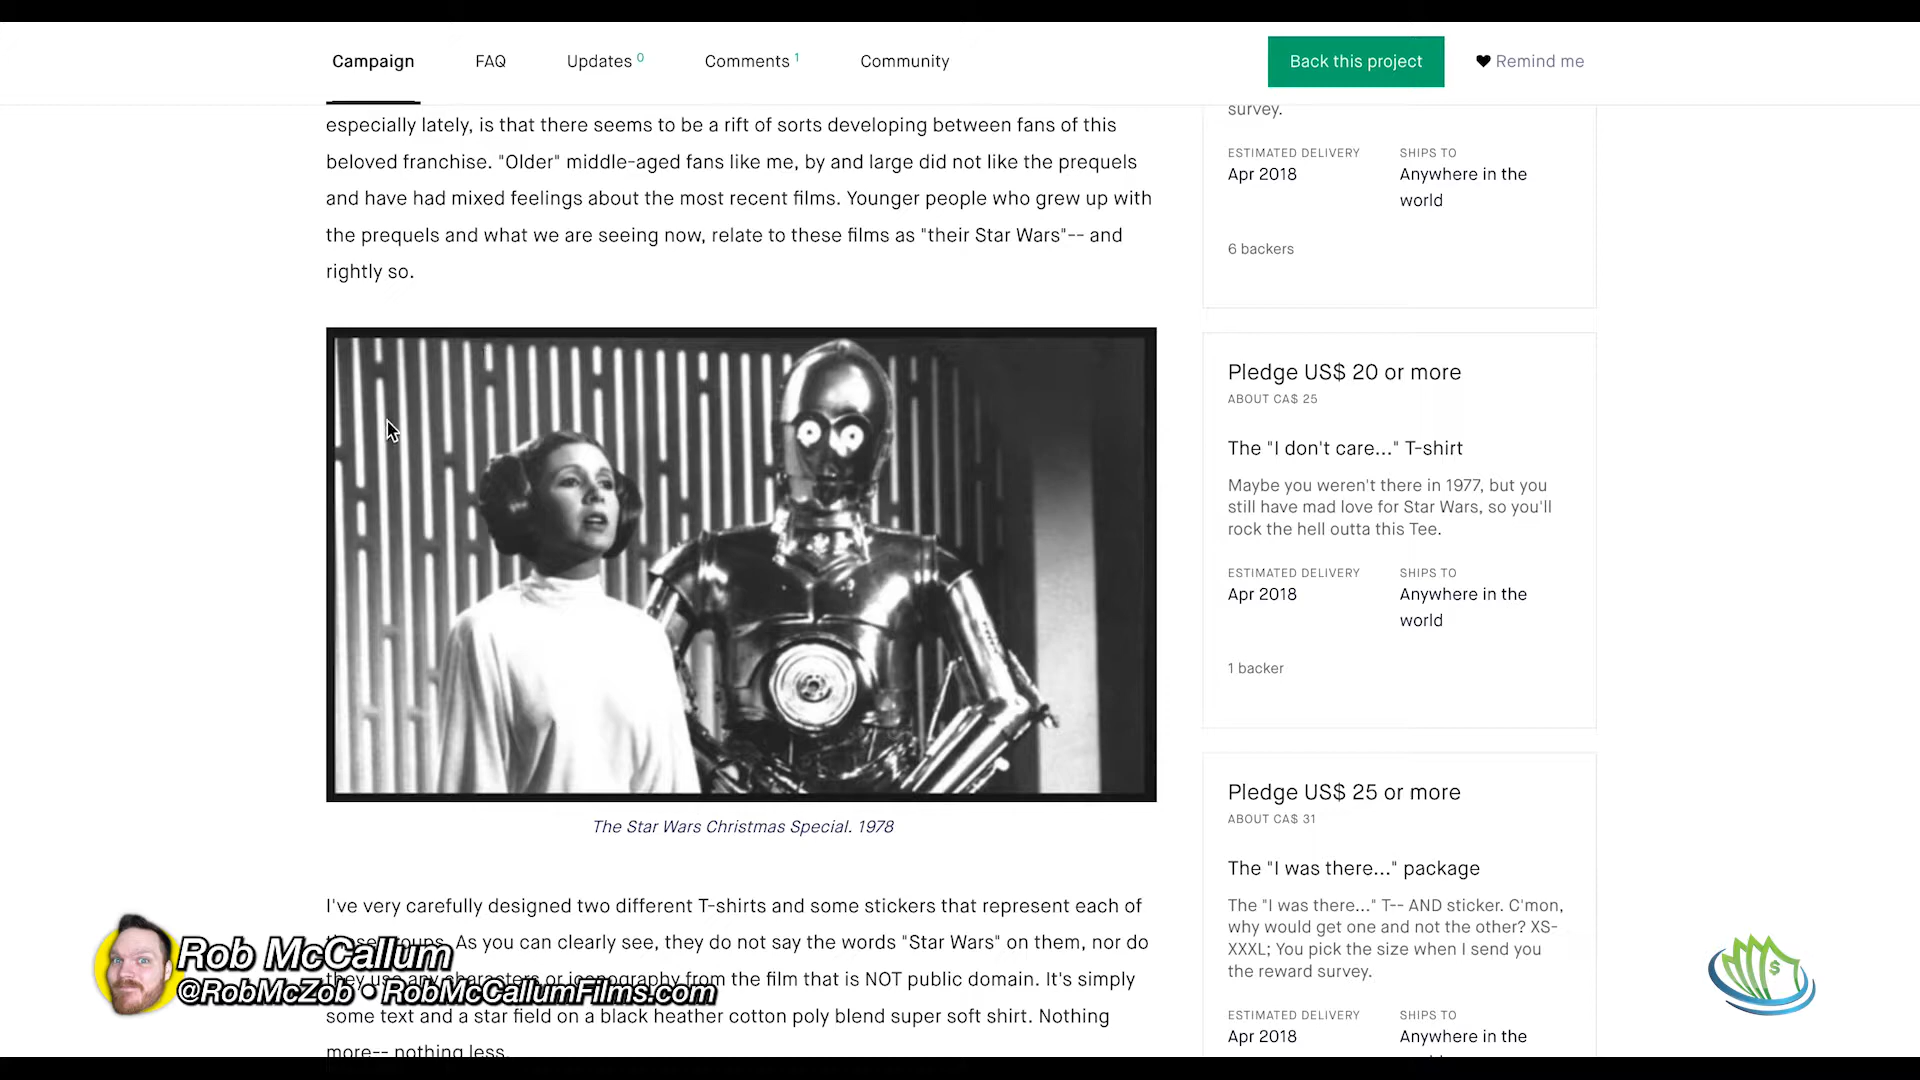 Campaign
FAQ
Updates 0
Comments 1
Community
Back this project
Remind me
especially lately, is that there seems to be a rift of sorts developing between fans of this
beloved franchise. "Older" middle-aged fans like me, by and large did not like the prequels
and have had mixed feelings about the most recent films. Younger people who grew up with
the prequels and what we are seeing now, relate to these films as "their Star Wars"-- and
rightly so.
The Star Wars Christmas Special. 1978
I've very carefully designed two different T-shirts and some stickers that represent each of
As you can clearly see, they do not say the words "Star Wars" on them, nor do
they use any characters or iconography from the film that is NOT public domain. It's simply
some text and a star field on a black heather cotton poly blend super soft shirt. Nothing
more-- nothing less.
survey.
ESTIMATED DELIVERY
Apr 2018
SHIPS TO
Anywhere in the
world
6 backers
Pledge US$ 20 or more
ABOUT CA$ 25
The "I don't care..." T-shirt
Maybe you weren't there in 1977, but you
still have mad love for Star Wars, so you'll
rock the hell outta this Tee.
ESTIMATED DELIVERY
Apr 2018
SHIPS TO
Anywhere in the
world
1 backer
Pledge US$ 25 or more
ABOUT CA$ 31
The "I was there..." package
The "I was there..." T-- AND sticker. C'mon,
why would get one and not the other? XS-
XXXL; You pick the size when I send you
the reward survey.
ESTIMATED DELIVERY
Apr 2018
SHIPS TO
Anywhere in the
Rob McCallum
@RobMcZob • RobMcCallumFilms.com
$